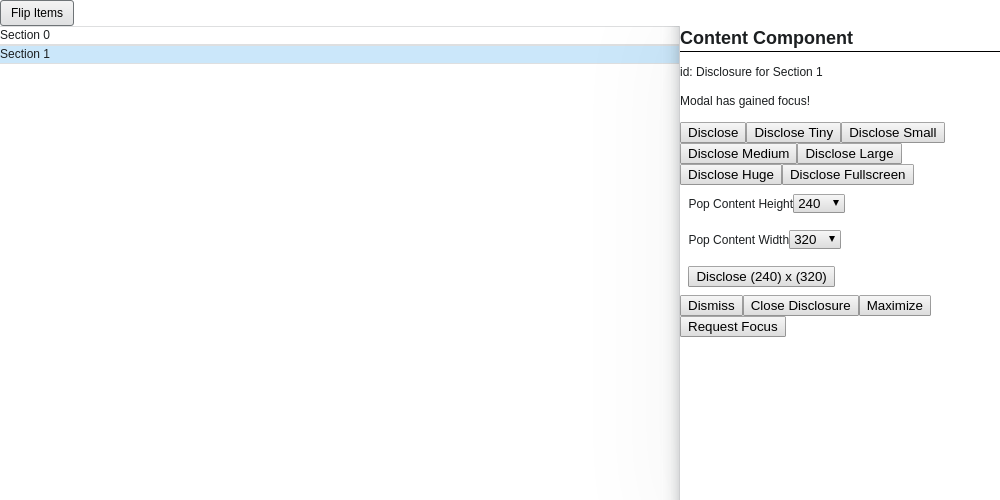 Flip Items
Section 0
Section 1
Content Component
id: Disclosure for Section 1
Modal has gained focus!
Disclose Disclose Tiny Disclose Small
Disclose Medium Disclose Large
Disclose Huge Disclose Fullscreen
Pop Content Height 240
Pop Content Width 320
Disclose (240) x (320)
Dismiss Close Disclosure Maximize
Request Focus